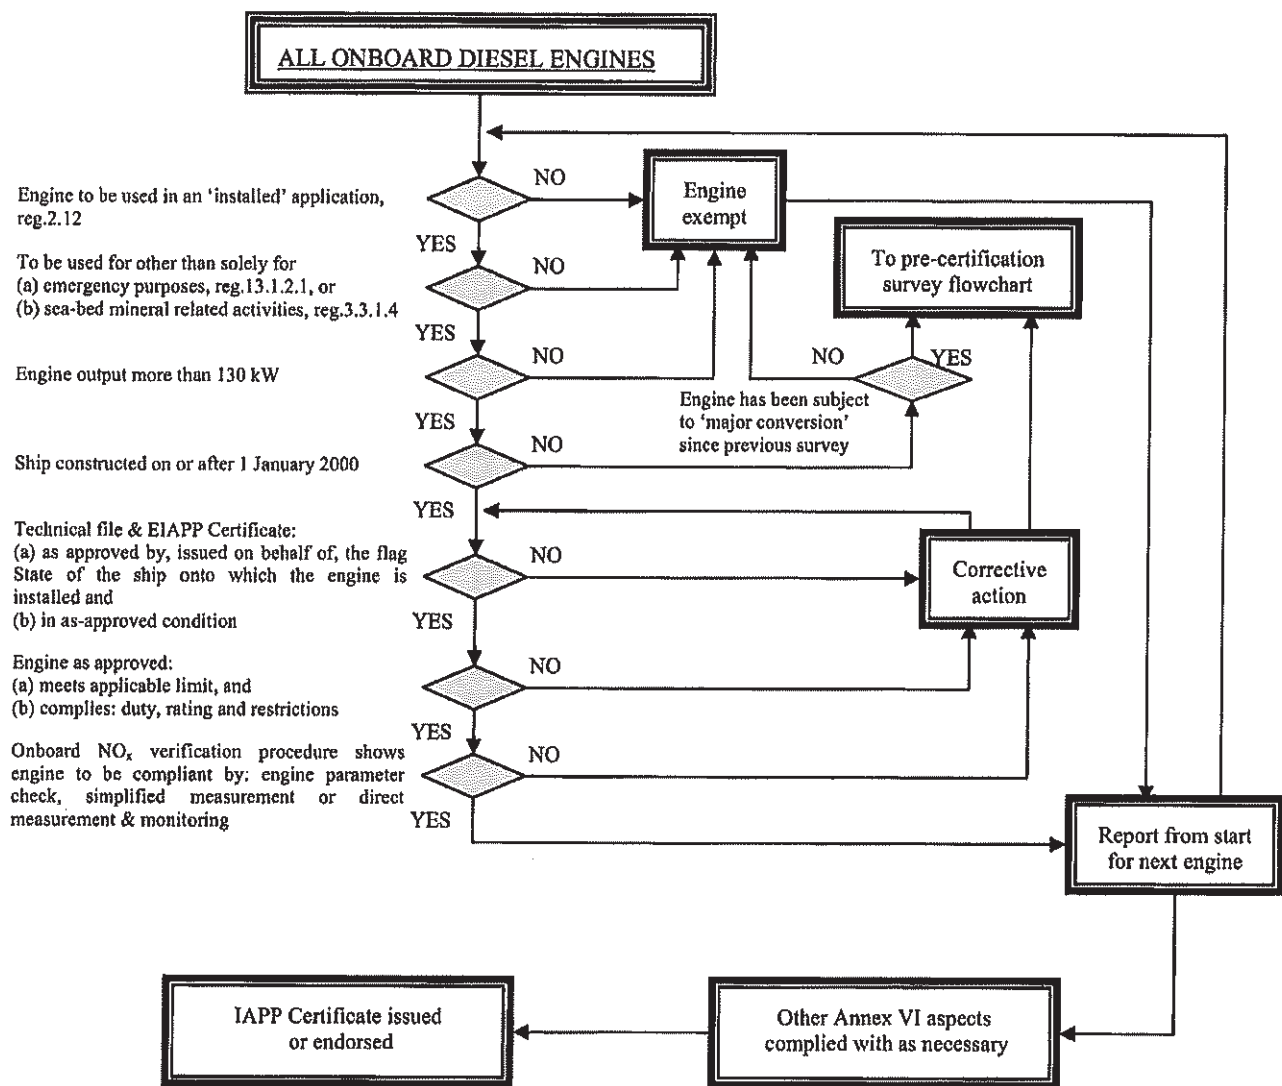 ALL ONBOARD DIESEL ENGINES
Engine to be used in an ‘installed’ application,
reg.2.12
NO
Engine
exempt
YES
To be used for other than solely for
(a) emergency purposes, reg.13.1.2.1, or
(b) sea-bed mineral related activities, reg.3.3.1.4
NO
To pre-certification
survey flowchart
YES
Engine output more than 130 kW
NO
NO
YES
Engine has been subject
to ‘major conversion’
since previous survey
YES
Ship constructed on or after 1 January 2000
NO
YES
Technical file & EIAPP Certificate:
(a) as approved by, issued on behalf of, the flag
State of the ship onto which the engine is
installed and
(b) in as-approved condition
NO
Corrective
action
YES
Engine as approved:
(a) meets applicable limit, and
(b) complies: duty, rating and restrictions
NO
YES
Onboard NOx verification procedure shows
engine to be compliant by: engine parameter
check, simplified measurement or direct
measurement & monitoring
NO
YES
Report from start
for next engine
IAPP Certificate issued
or endorsed
Other Annex VI aspects
complied with as necessary